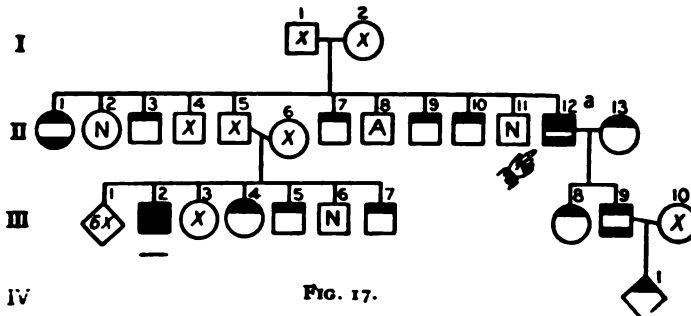 1 2
I X X
1 2 3 4 5 6 7 8 9 10 11 12 a 13
II N X X X A N
1 2 3 4 5 6 7 8 9 10
III 6X X N X
1
IV FIG. 17.